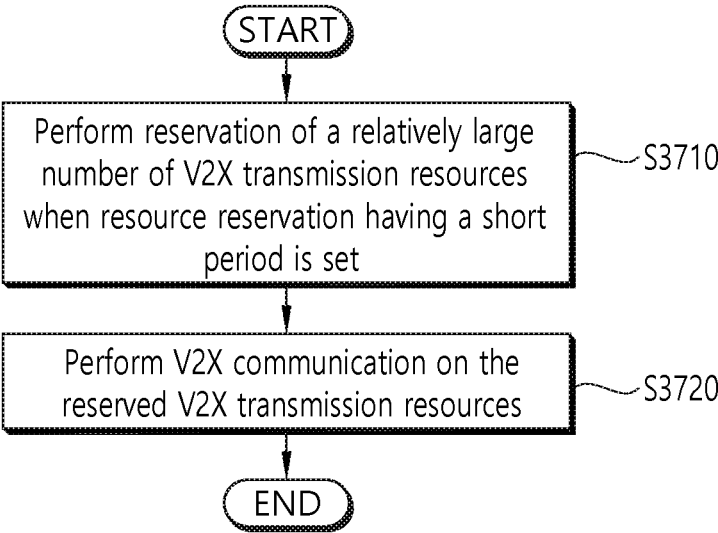 START
Perform reservation of a relatively large
number of V2X transmission resources
when resource reservation having a short
period is set
S3710
Perform V2X communication on the
reserved V2X transmission resources
S3720
END